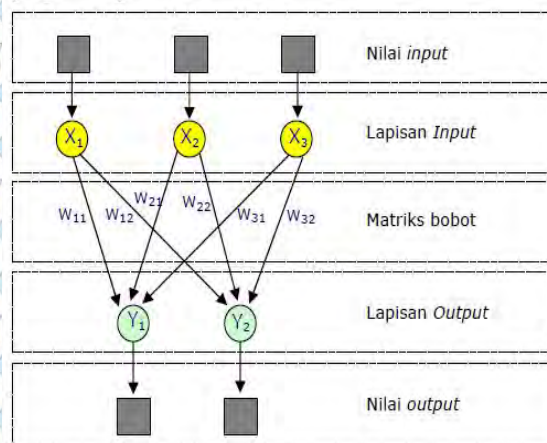 Nilai input
X₁ X₂ X₃ Lapisan Input
W₁₁ W₁₂ W₂₁ W₂₂ W₃₁ W₃₂ Matriks bobot
Y₁ Y₂ Lapisan Output
Nilai output